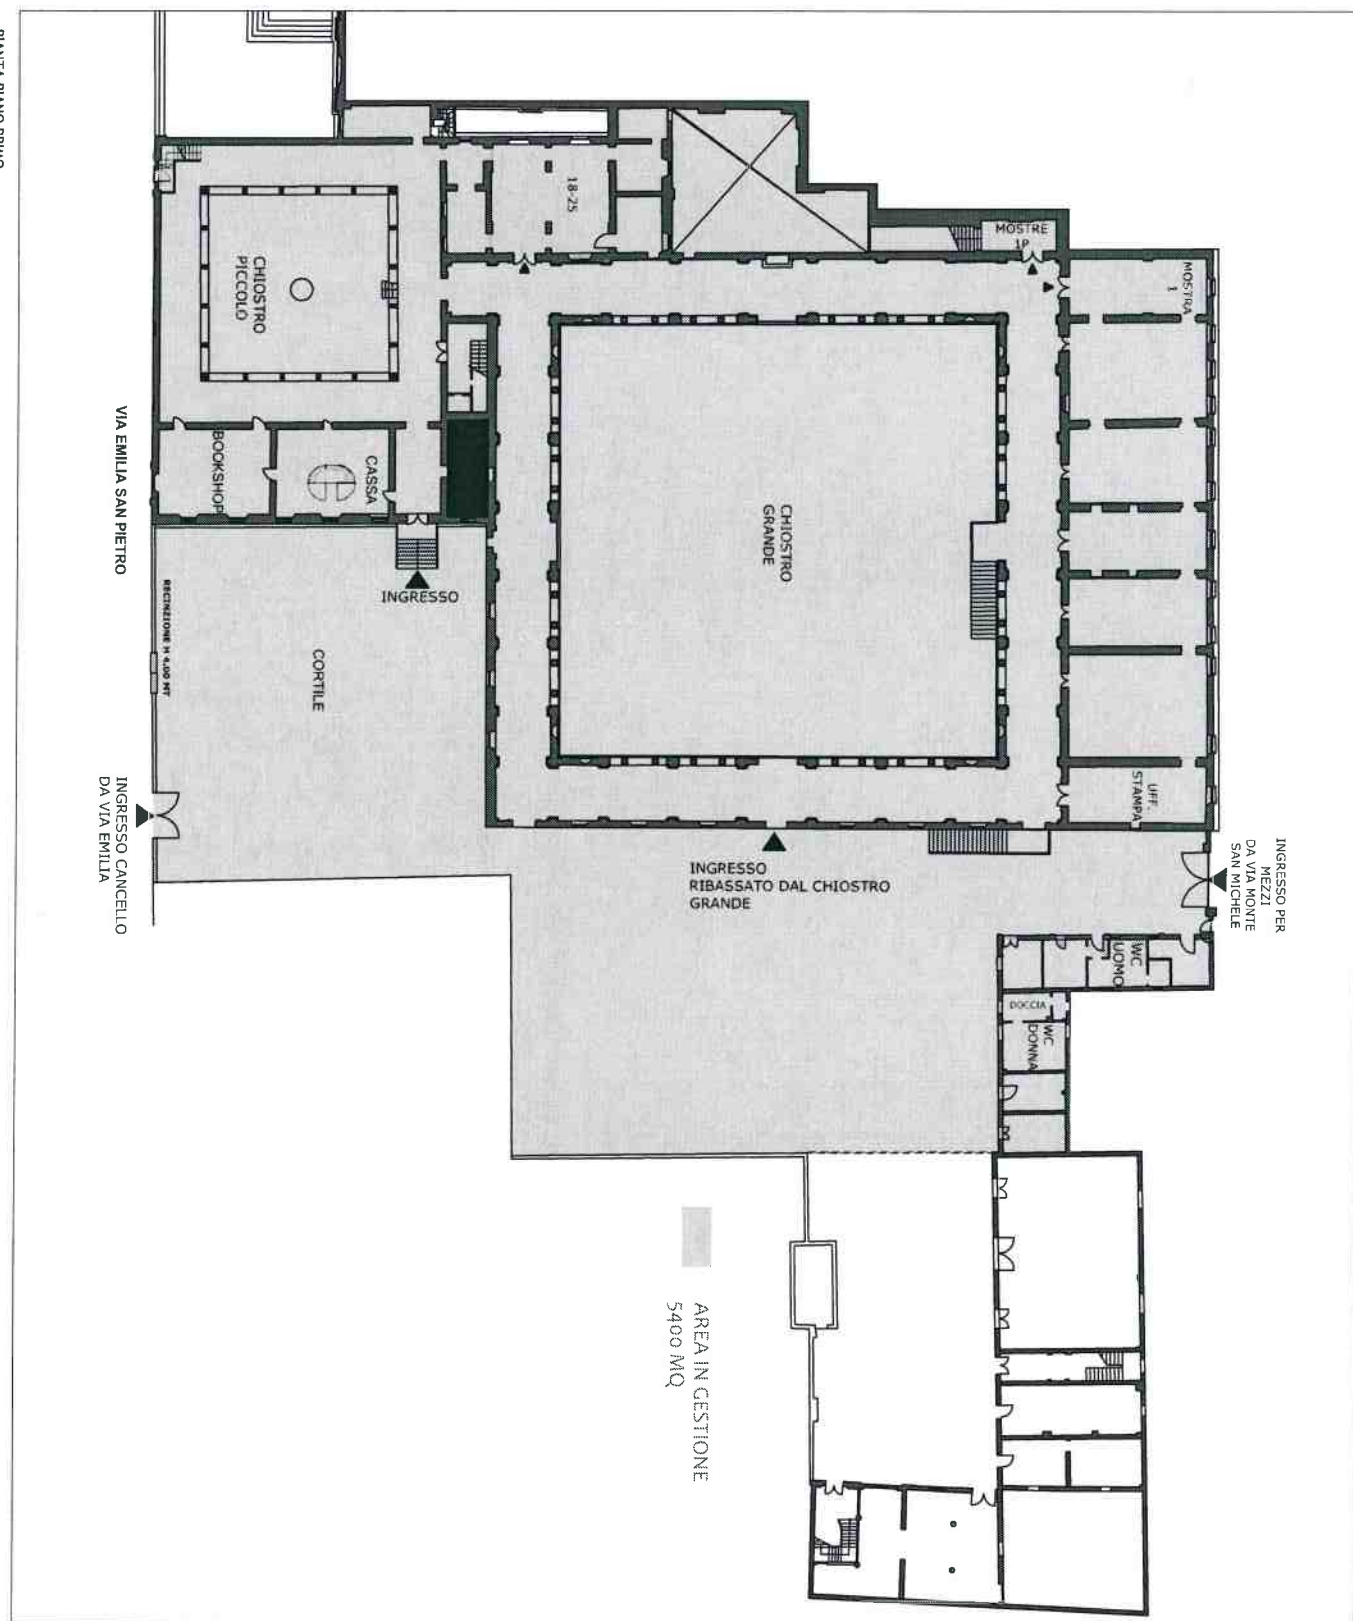 MOSTRE
1P
MOSTRA
1
18-25
CHIOSTRO
PICCOLO
CHIOSTRO
GRANDE
BOOKSHOP
CASSA
VIA EMILIA SAN PIETRO
INGRESSO
RECINZIONE H 4,00 MT
CORTILE
UFF.
STAMPA
INGRESSO CANCELLO
DA VIA EMILIA
INGRESSO
RIBASSATO DAL CHIOSTRO
GRANDE
INGRESSO PER
MEZZI
DA VIA MONTE
SAN MICHELE
WC
UOMO
DOCCIA
WC
DONNA
AREA IN GESTIONE
5400 MQ